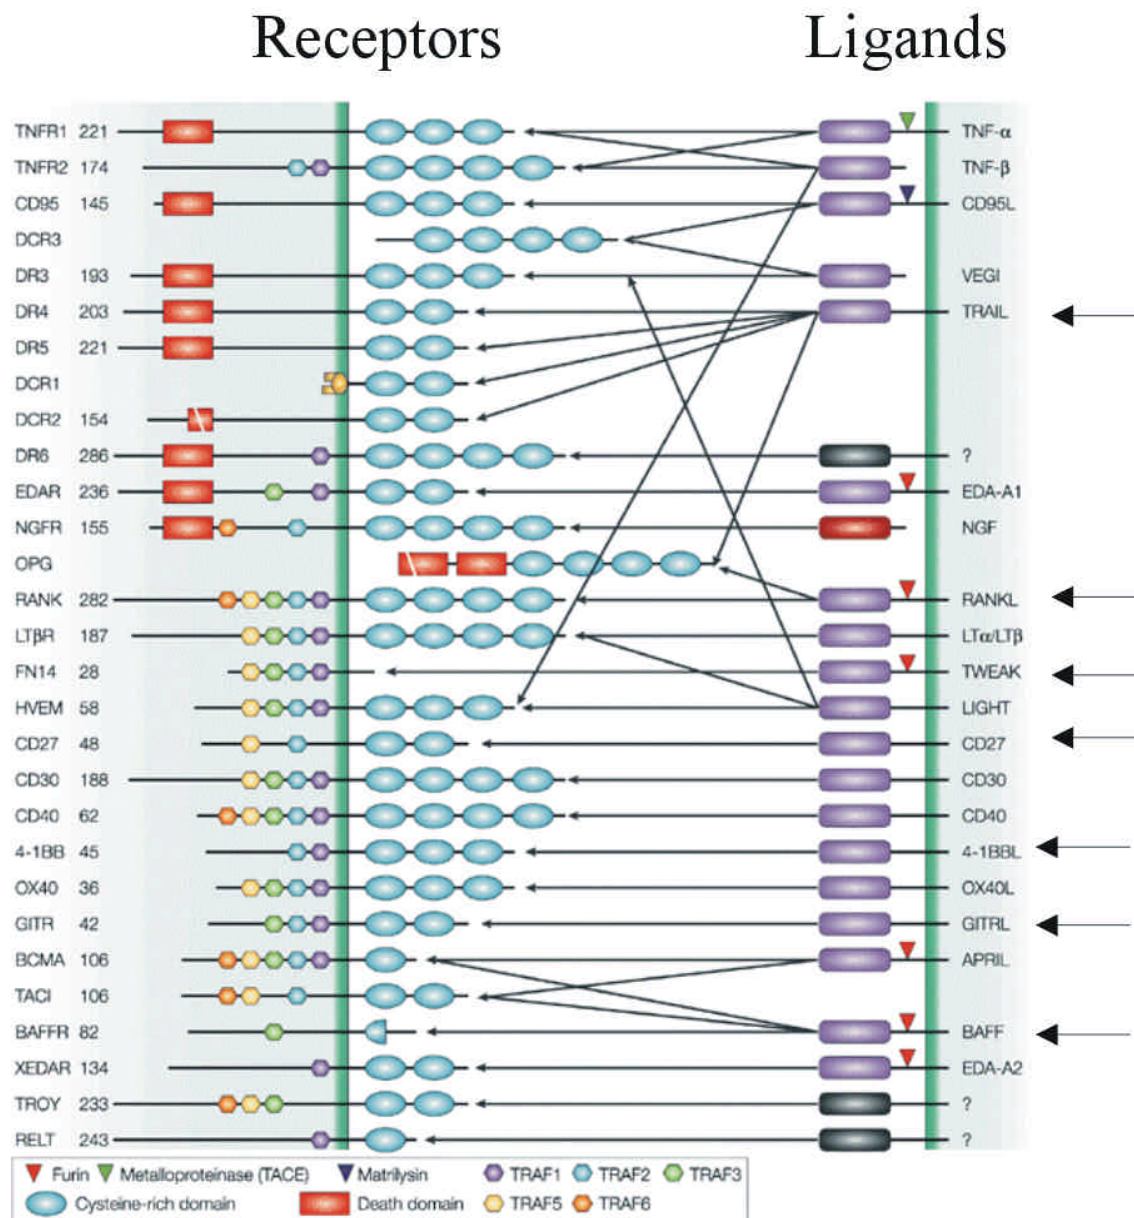 Receptors Ligands
TNFR1 221 TNF-α
TNFR2 174 TNF-β
CD95 145 CD95L
DCR3
DR3 193 VEGI
DR4 203 TRAIL
DR5 221
DCR1
DCR2 154
DR6 286 ?
EDAR 236 EDA-A1
NGFR 155 NGF
OPG
RANK 282 RANKL
LTβR 187 LTα/LTβ
FN14 28 TWEAK
HVEM 58 LIGHT
CD27 48 CD27
CD30 188 CD30
CD40 62 CD40
4-1BB 45 4-1BBL
OX40 36 OX40L
GITR 42 GITRL
BCMA 106 APRIL
TACI 106
BAFFR 82 BAFF
XEDAR 134 EDA-A2
TROY 233 ?
RELT 243 ?
Furin Metalloproteinase (TACE) Matrilysin TRAF1 TRAF2 TRAF3
Cysteine-rich domain Death domain TRAF5 TRAF6